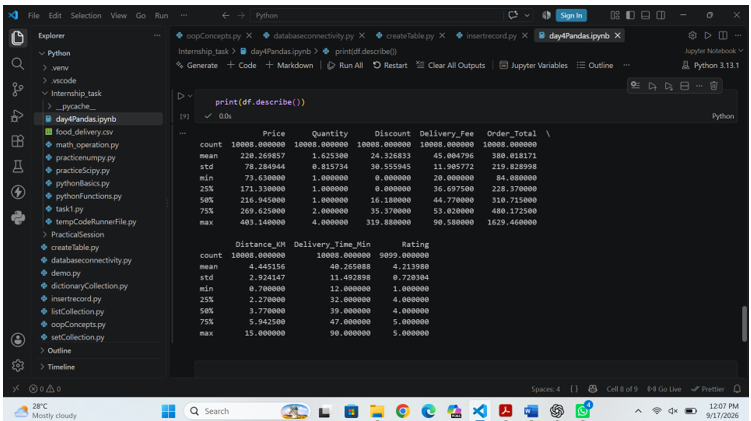 File Edit Selection View Go Run ··· Python Sign In
Explorer ···
Python
.venv
.vscode
Internship_task
__pycache__
day4Pandas.ipynb
food_delivery.csv
math_operation.py
practicenumpy.py
practiceScipy.py
pythonBasics.py
pythonFunctions.py
task1.py
tempCodeRunnerFile.py
PracticalSession
createTable.py
databaseconnectivity.py
demo.py
dictionaryCollection.py
insertrecord.py
listCollection.py
oopConcepts.py
setCollection.py
Outline
Timeline
oopConcepts.py databaseconnectivity.py createTable.py insertrecord.py day4Pandas.ipynb
Internship_task > day4Pandas.ipynb > print(df.describe())
Jupyter Notebook
Generate + Code + Markdown Run All Restart Clear All Outputs Jupyter Variables Outline ··· Python 3.13.1
print(df.describe())
[9] 0.0s Python
Price Quantity Discount Delivery_Fee Order_Total \
count 10008.000000 10008.000000 10008.000000 10008.000000 10008.000000
mean 220.269857 1.625300 24.326833 45.004796 380.018171
std 78.284944 0.815734 30.555945 11.905772 219.828998
min 73.630000 1.000000 0.000000 20.000000 84.080000
25% 171.330000 1.000000 0.000000 36.697500 228.370000
50% 216.945000 1.000000 16.180000 44.770000 310.715000
75% 269.625000 2.000000 35.370000 53.020000 480.172500
max 403.140000 4.000000 319.880000 90.580000 1629.460000
Distance_KM Delivery_Time_Min Rating
count 10008.000000 10008.000000 9099.000000
mean 4.445156 40.265088 4.213980
std 2.924147 11.492898 0.720304
min 0.700000 12.000000 1.000000
25% 2.270000 32.000000 4.000000
50% 3.770000 39.000000 4.000000
75% 5.942500 47.000000 5.000000
max 15.000000 90.000000 5.000000
0 0 Spaces: 4 {} Cell 8 of 9 Go Live Prettier
28°C
Mostly cloudy
Search
4
12:07 PM
9/17/2026